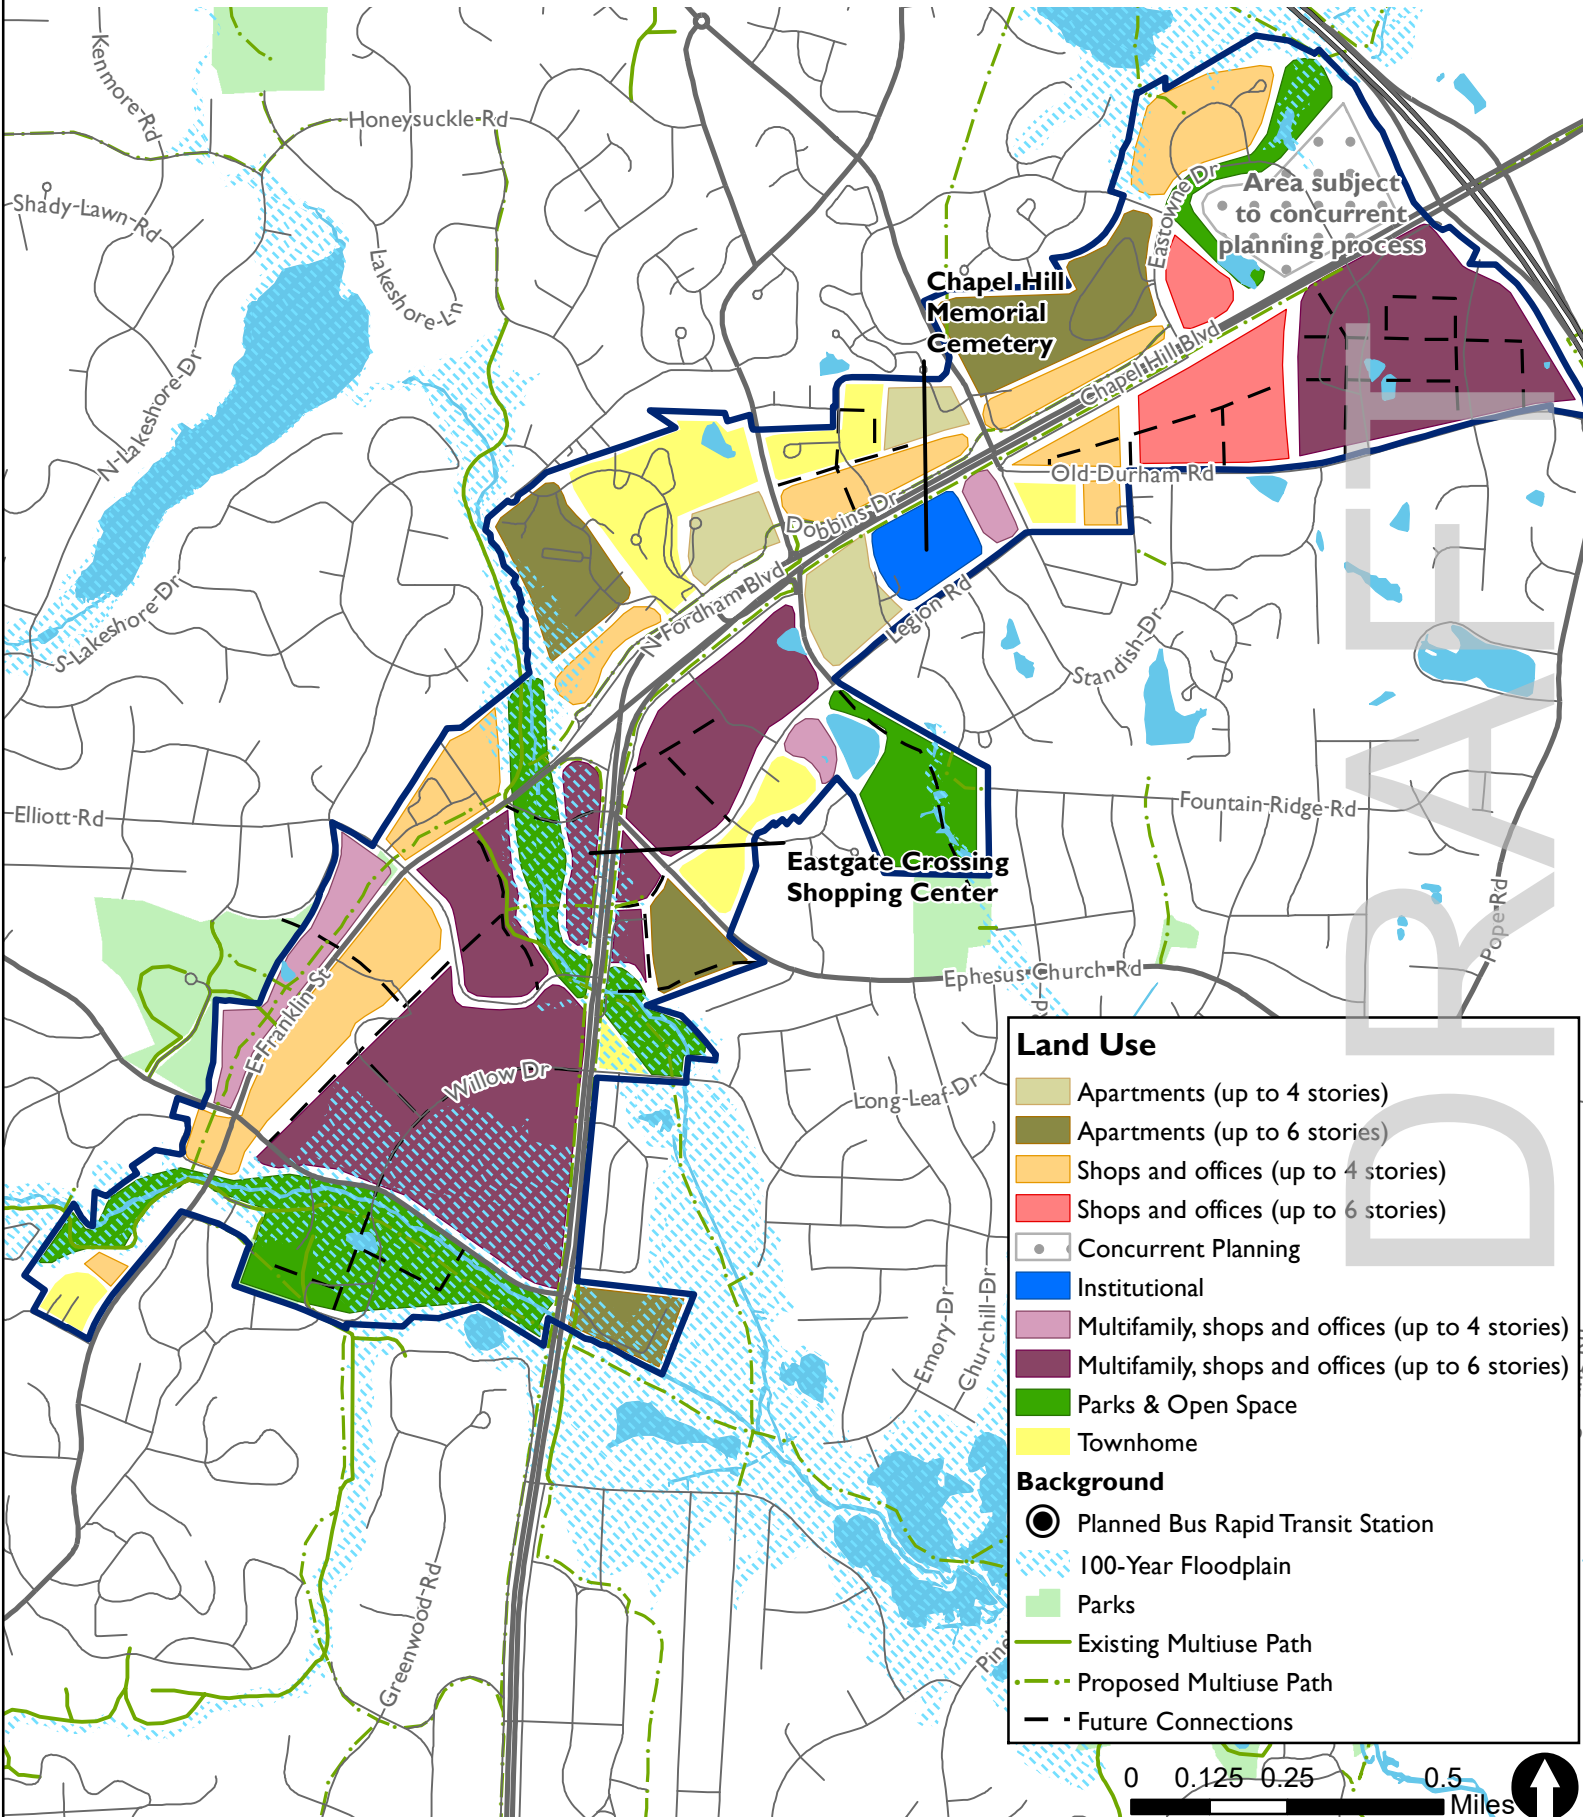 Kenmore-Rd
Honeysuckle-Rd
Shady-Lawn-Rd
Lakeshore-Ln
N-Lakeshore-Dr
S-Lakeshore-Dr
Eastowne Dr
Area subject
to concurrent
planning process
Chapel Hill
Memorial
Cemetery
Chapel-Hill-Blvd
Old-Durham-Rd
Dobbins-Dr
N Fordham Blvd
Legion Rd
Standish-Dr
Elliott-Rd
Fountain-Ridge-Rd
Eastgate Crossing
Shopping Center
Pope-Rd
Ephesus-Church-Rd
E-Franklin-St
Willow Dr
Long-Leaf-Dr
Rd
Emory-Dr
Churchill-Dr
Greenwood-Rd
Pin
DRAFT
Land Use
Apartments (up to 4 stories)
Apartments (up to 6 stories)
Shops and offices (up to 4 stories)
Shops and offices (up to 6 stories)
Concurrent Planning
Institutional
Multifamily, shops and offices (up to 4 stories)
Multifamily, shops and offices (up to 6 stories)
Parks & Open Space
Townhome
Background
Planned Bus Rapid Transit Station
100-Year Floodplain
Parks
Existing Multiuse Path
Proposed Multiuse Path
Future Connections
0 0.125 0.25 0.5
Miles